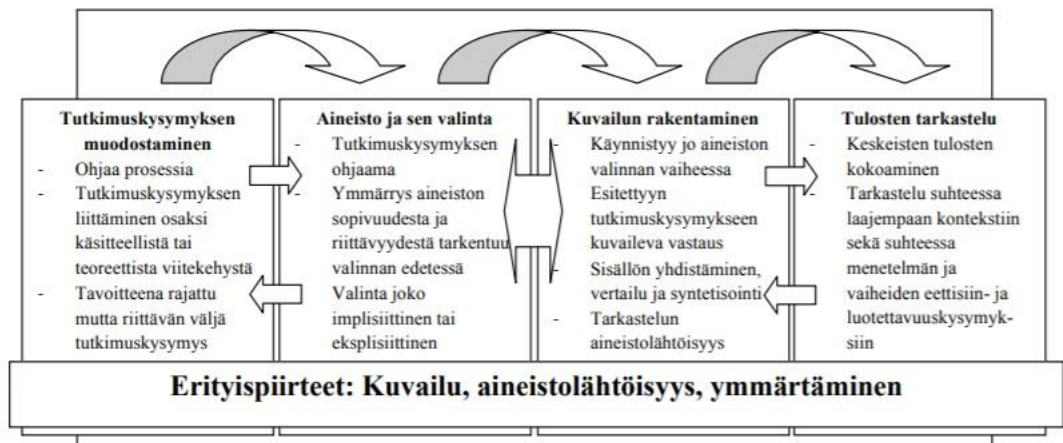 Tutkimuskysymyksen
muodostaminen
- Ohjaa prosessia
- Tutkimuskysymyksen
liittäminen osaksi
käsitteellistä tai
teoreettista viitekehystä
- Tavoitteena rajattu
mutta riittävän väljä
tutkimuskysymys
Aineisto ja sen valinta
- Tutkimuskysymyksen
ohjaama
- Ymmärrys aineiston
sopivuudesta ja
riittävyydestä tarkentuu
valinnan edetessä
- Valinta joko
implisiittinen tai
eksplisiittinen
Kuvailun rakentaminen
- Käynnistyy jo aineiston
valinnan vaiheessa
- Esitettyyn
tutkimuskysymykseen
kuvaileva vastaus
- Sisällön yhdistäminen,
vertailu ja syntetisointi
- Tarkastelun
aineistolähtöisyys
Tulosten tarkastelu
- Keskeisten tulosten
kokoaminen
- Tarkastelu suhteessa
laajempaan kontekstiin
sekä suhteessa
menetelmän ja
vaiheiden eettisiin- ja
luotettavuuskysymyk-
siin
Erityispiirteet: Kuvailu, aineistolähtöisyys, ymmärtäminen